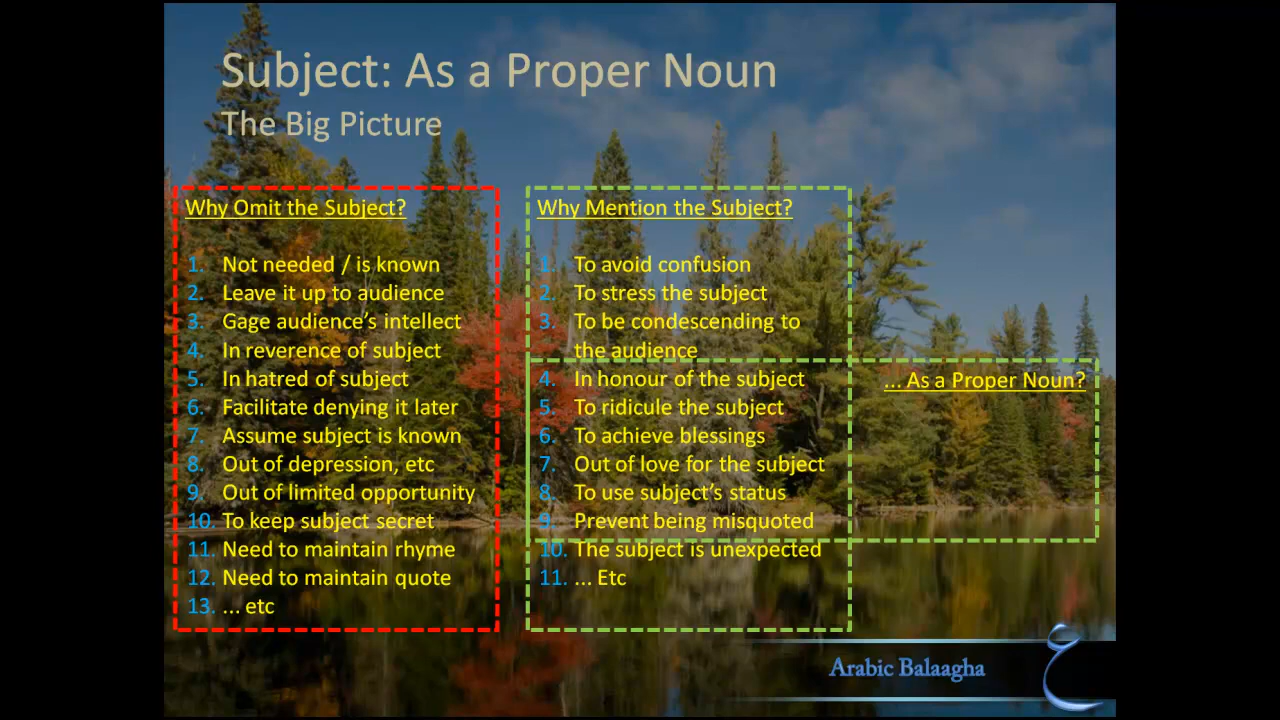 Subject: As a Proper Noun
The Big Picture
Why Omit the Subject?
1. Not needed / is known
2. Leave it up to audience
3. Gage audience's intellect
4. In reverence of subject
5. In hatred of subject
6. Facilitate denying it later
7. Assume subject is known
8. Out of depression, etc
9. Out of limited opportunity
10. To keep subject secret
11. Need to maintain rhyme
12. Need to maintain quote
13. ... etc
Why Mention the Subject?
1. To avoid confusion
2. To stress the subject
3. To be condescending to
the audience
4. In honour of the subject
5. To ridicule the subject
6. To achieve blessings
7. Out of love for the subject
8. To use subject's status
9. Prevent being misquoted
10. The subject is unexpected
11. ... Etc
... As a Proper Noun?
Arabic Balaagha
ع